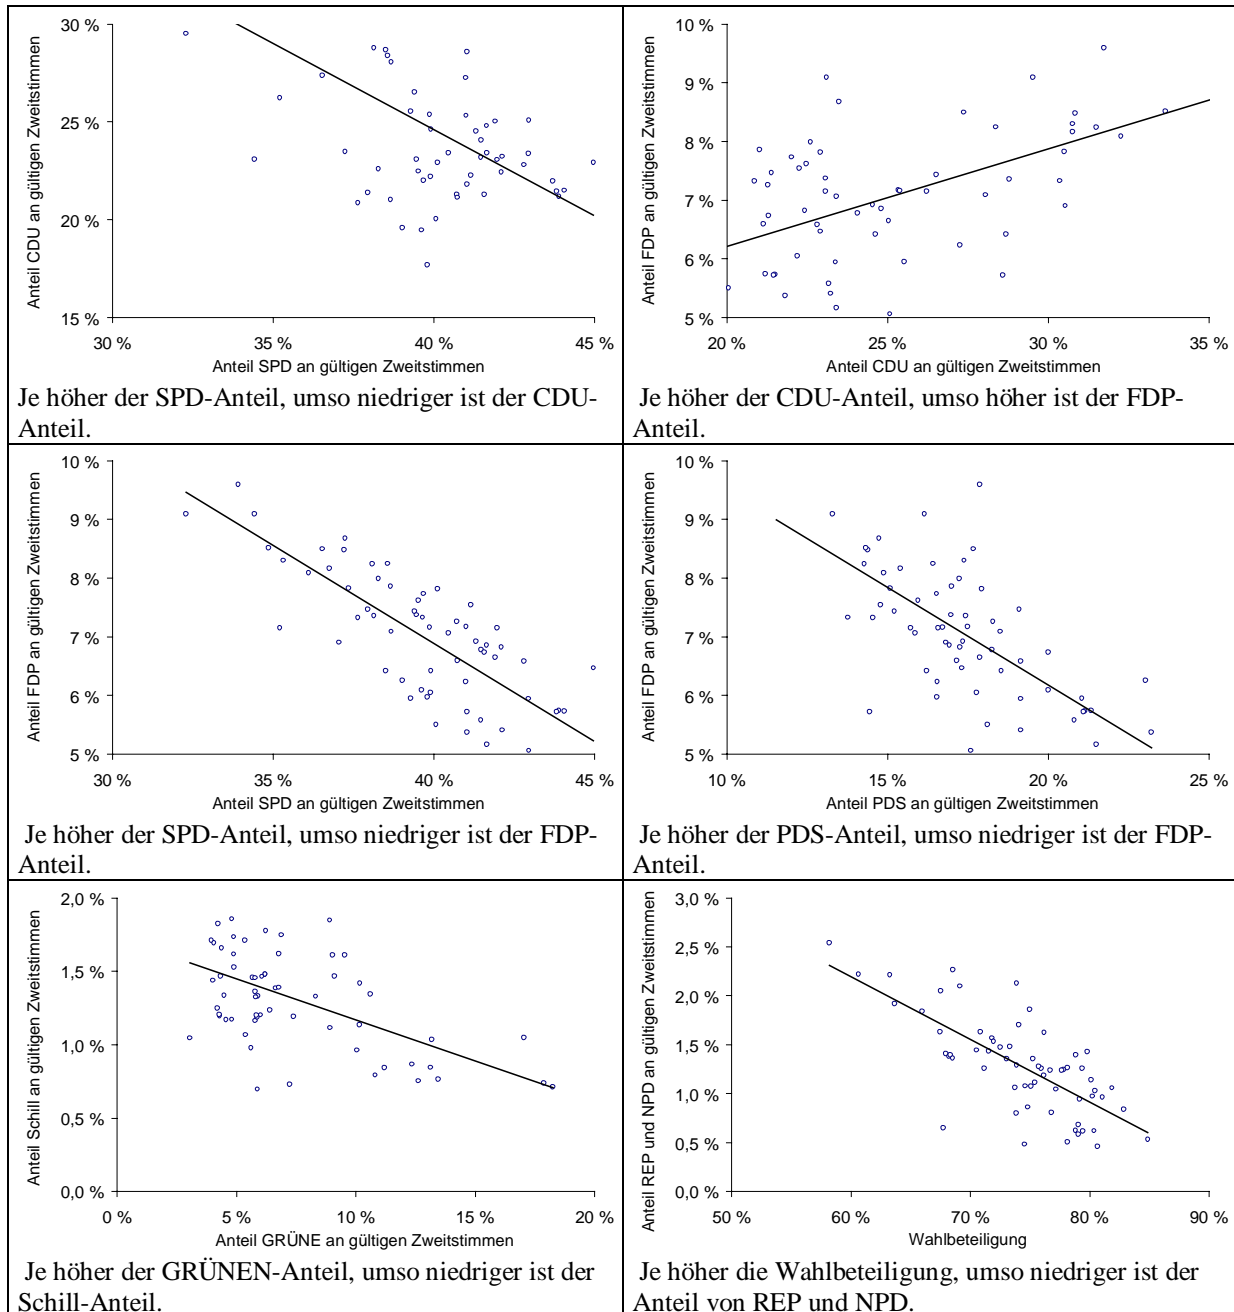 Anteil CDU an gültigen Zweitstimmen
30 %
25 %
20 %
15 %
30 %
35 %
40 %
45 %
Anteil SPD an gültigen Zweitstimmen
Je höher der SPD-Anteil, umso niedriger ist der CDU-
Anteil.
Anteil FDP an gültigen Zweitstimmen
10 %
9 %
8 %
7 %
6 %
5 %
20 %
25 %
30 %
35 %
Anteil CDU an gültigen Zweitstimmen
Je höher der CDU-Anteil, umso höher ist der FDP-
Anteil.
Anteil FDP an gültigen Zweitstimmen
10 %
9 %
8 %
7 %
6 %
5 %
30 %
35 %
40 %
45 %
Anteil SPD an gültigen Zweitstimmen
Je höher der SPD-Anteil, umso niedriger ist der FDP-
Anteil.
Anteil FDP an gültigen Zweitstimmen
10 %
9 %
8 %
7 %
6 %
5 %
10 %
15 %
20 %
25 %
Anteil PDS an gültigen Zweitstimmen
Je höher der PDS-Anteil, umso niedriger ist der FDP-
Anteil.
Anteil Schill an gültigen Zweitstimmen
2,0 %
1,5 %
1,0 %
0,5 %
0,0 %
0 %
5 %
10 %
15 %
20 %
Anteil GRÜNE an gültigen Zweitstimmen
Je höher der GRÜNEN-Anteil, umso niedriger ist der
Schill-Anteil.
Anteil REP und NPD an gültigen Zweitstimmen
3,0 %
2,5 %
2,0 %
1,5 %
1,0 %
0,5 %
0,0 %
50 %
60 %
70 %
80 %
90 %
Wahlbeteiligung
Je höher die Wahlbeteiligung, umso niedriger ist der
Anteil von REP und NPD.